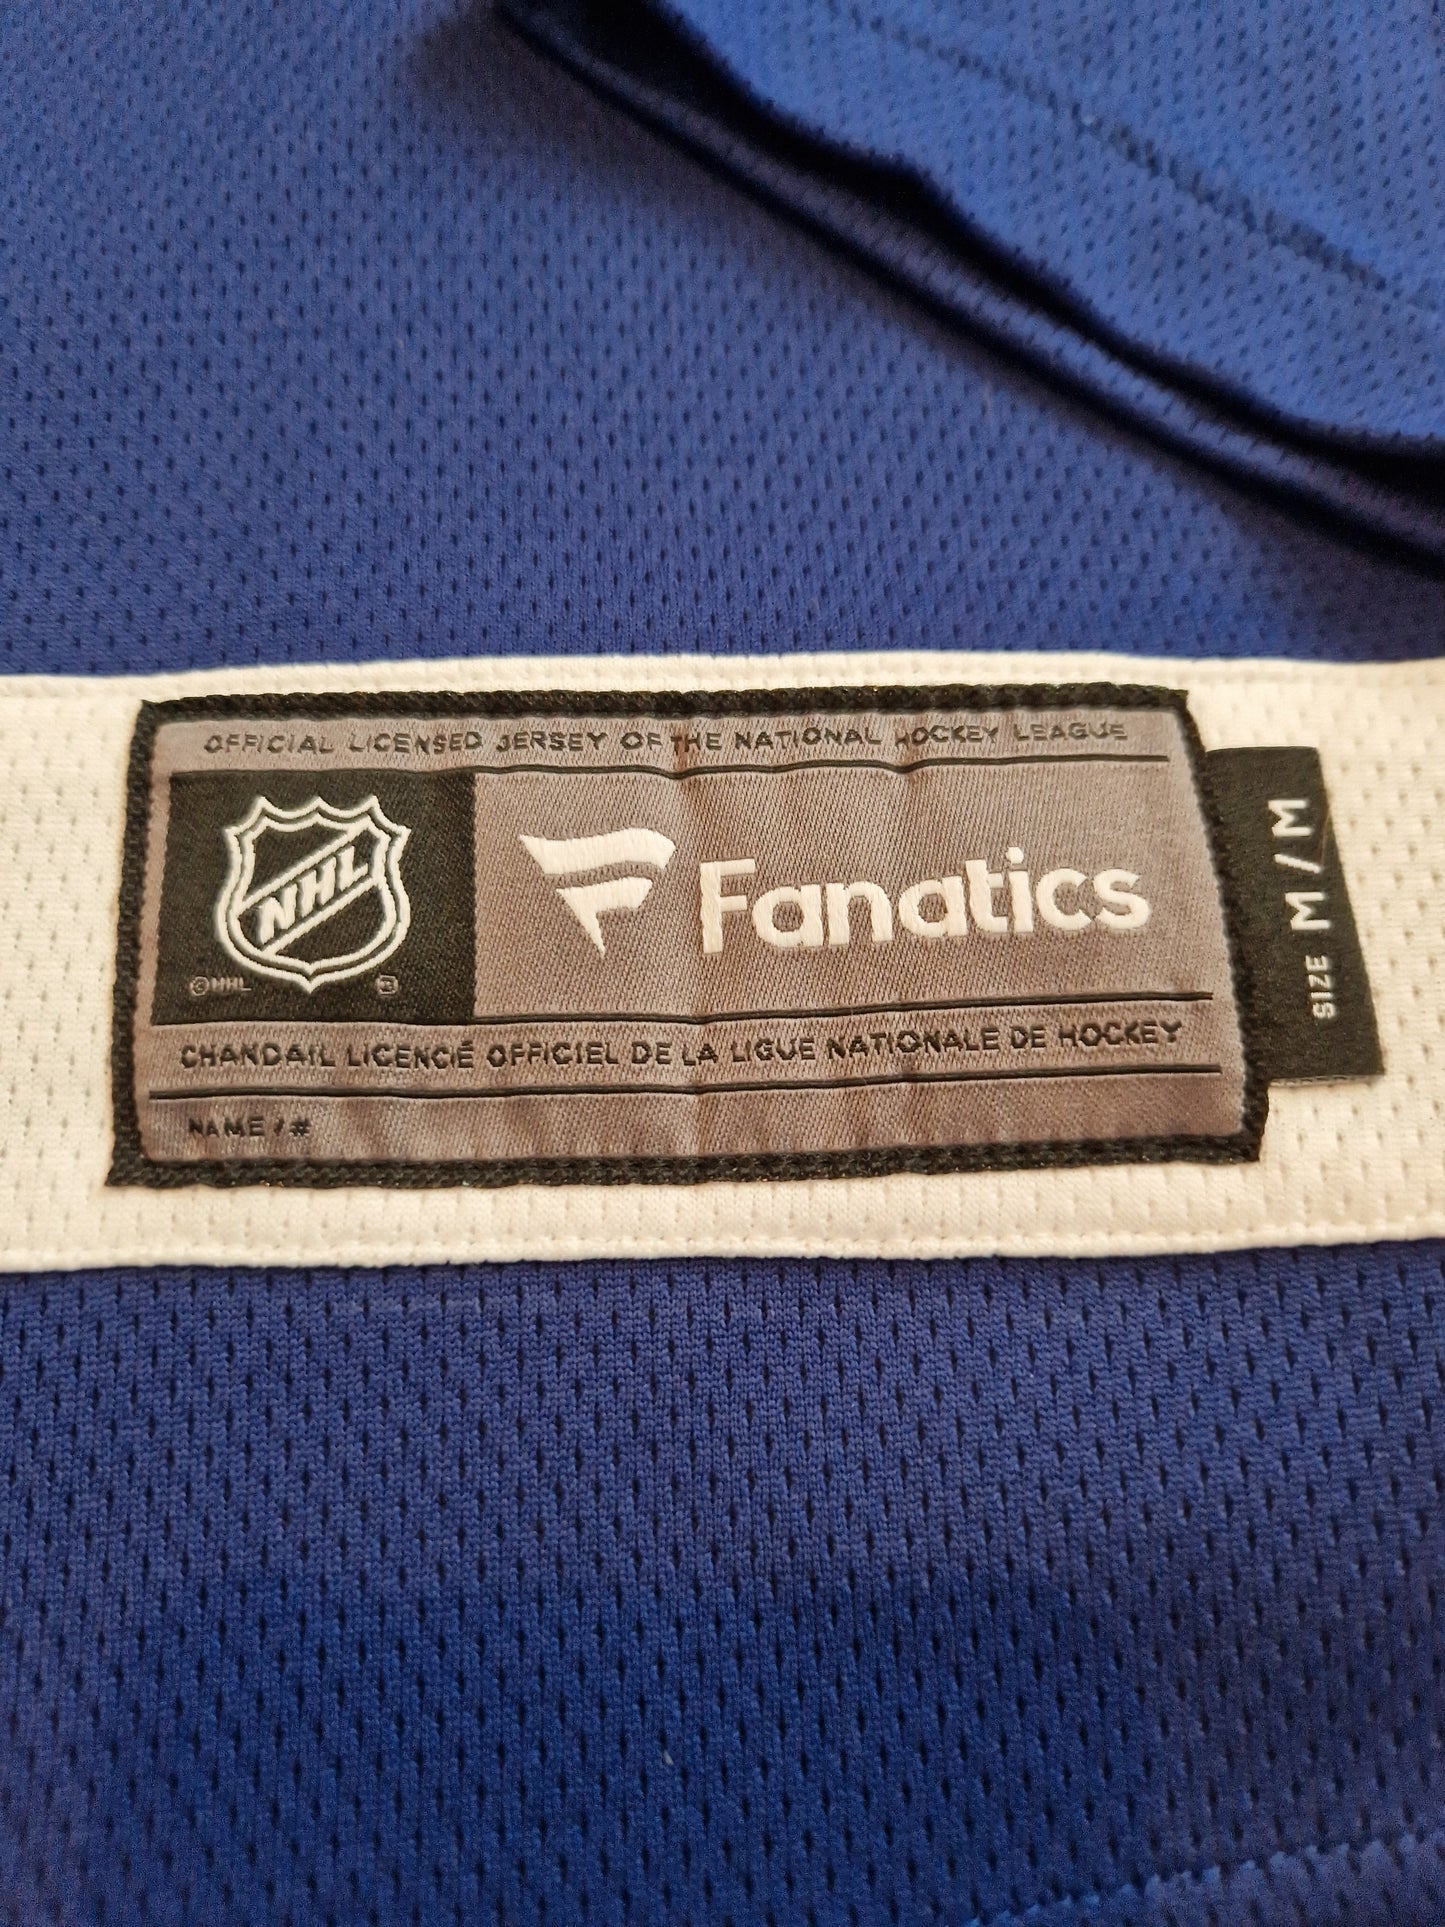 OFFICIAL LICENSED JERSEY OF THE NATIONAL HOCKEY LEAGUE
NHL
Fanatics
©NHL
CHANDAIL LICENCIÉ OFFICIEL DE LA LIGUE NATIONALE DE HOCKEY
NAME / #
SIZE M / M